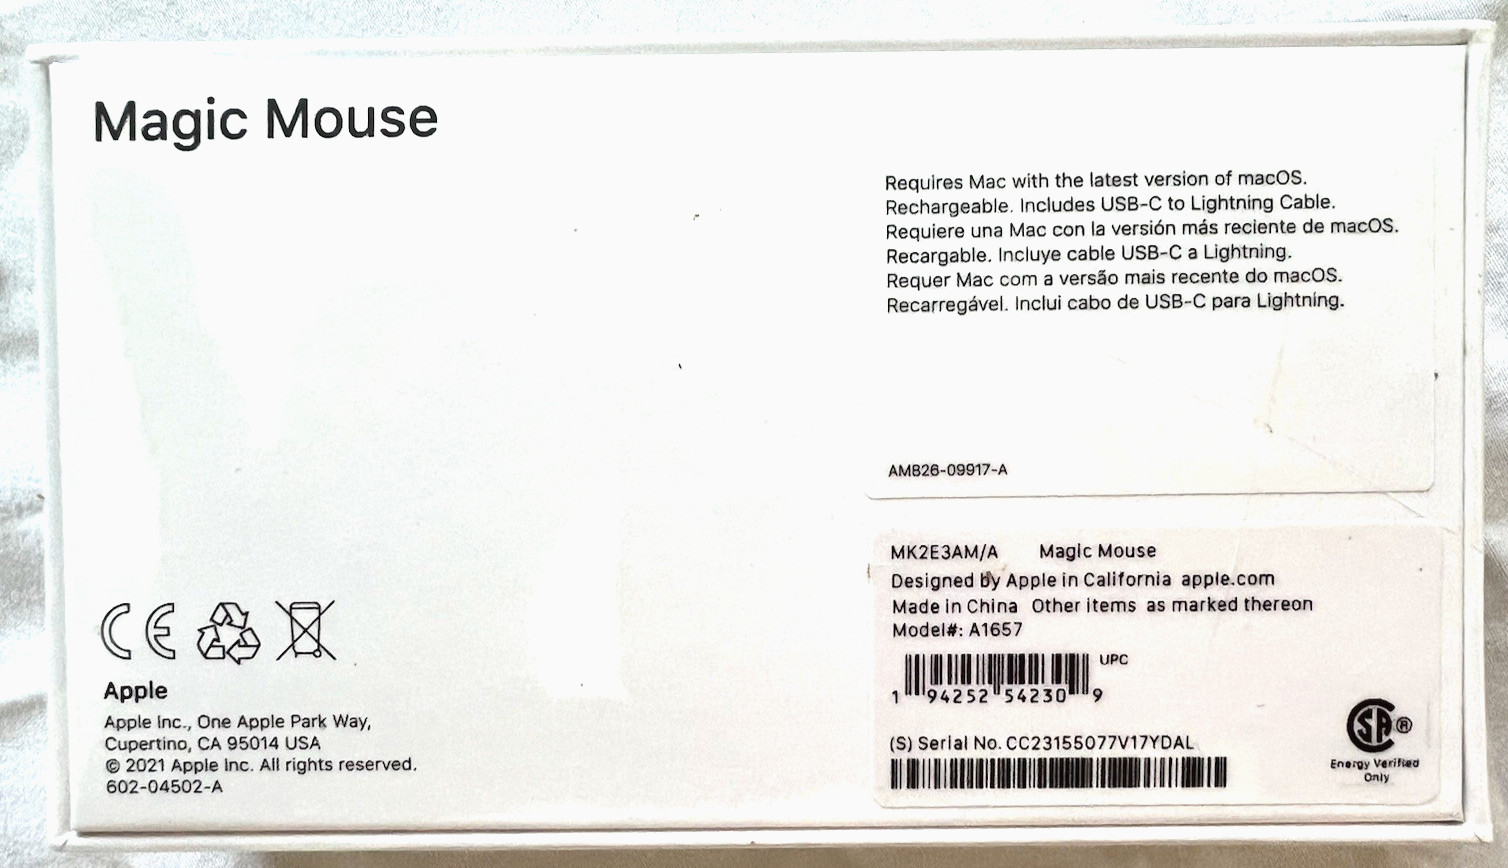 Magic Mouse
Requires Mac with the latest version of macOS.
Rechargeable. Includes USB-C to Lightning Cable.
Requiere una Mac con la versión más reciente de macOS.
Recargable. Incluye cable USB-C a Lightning.
Requer Mac com a versão mais recente do macOS.
Recarregável. Inclui cabo de USB-C para Lightning.
AM826-09917-A
MK2E3AM/A Magic Mouse
Designed by Apple in California apple.com
Made in China Other items as marked thereon
Model#: A1657
UPC
1 94252 54230 9
(S) Serial No. CC23155077V17YDAL
SA ®
Energy Verified
Only
CE
Apple
Apple Inc., One Apple Park Way,
Cupertino, CA 95014 USA
© 2021 Apple Inc. All rights reserved.
602-04502-A